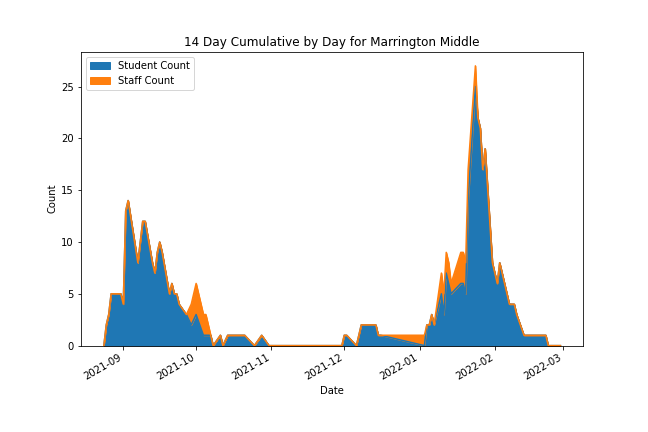 14 Day Cumulative by Day for Marrington Middle
Student Count
Staff Count
25
20
15
10
5
0
Count
2021-09
2021-10
2021-11
2021-12
2022-01
2022-02
2022-03
Date